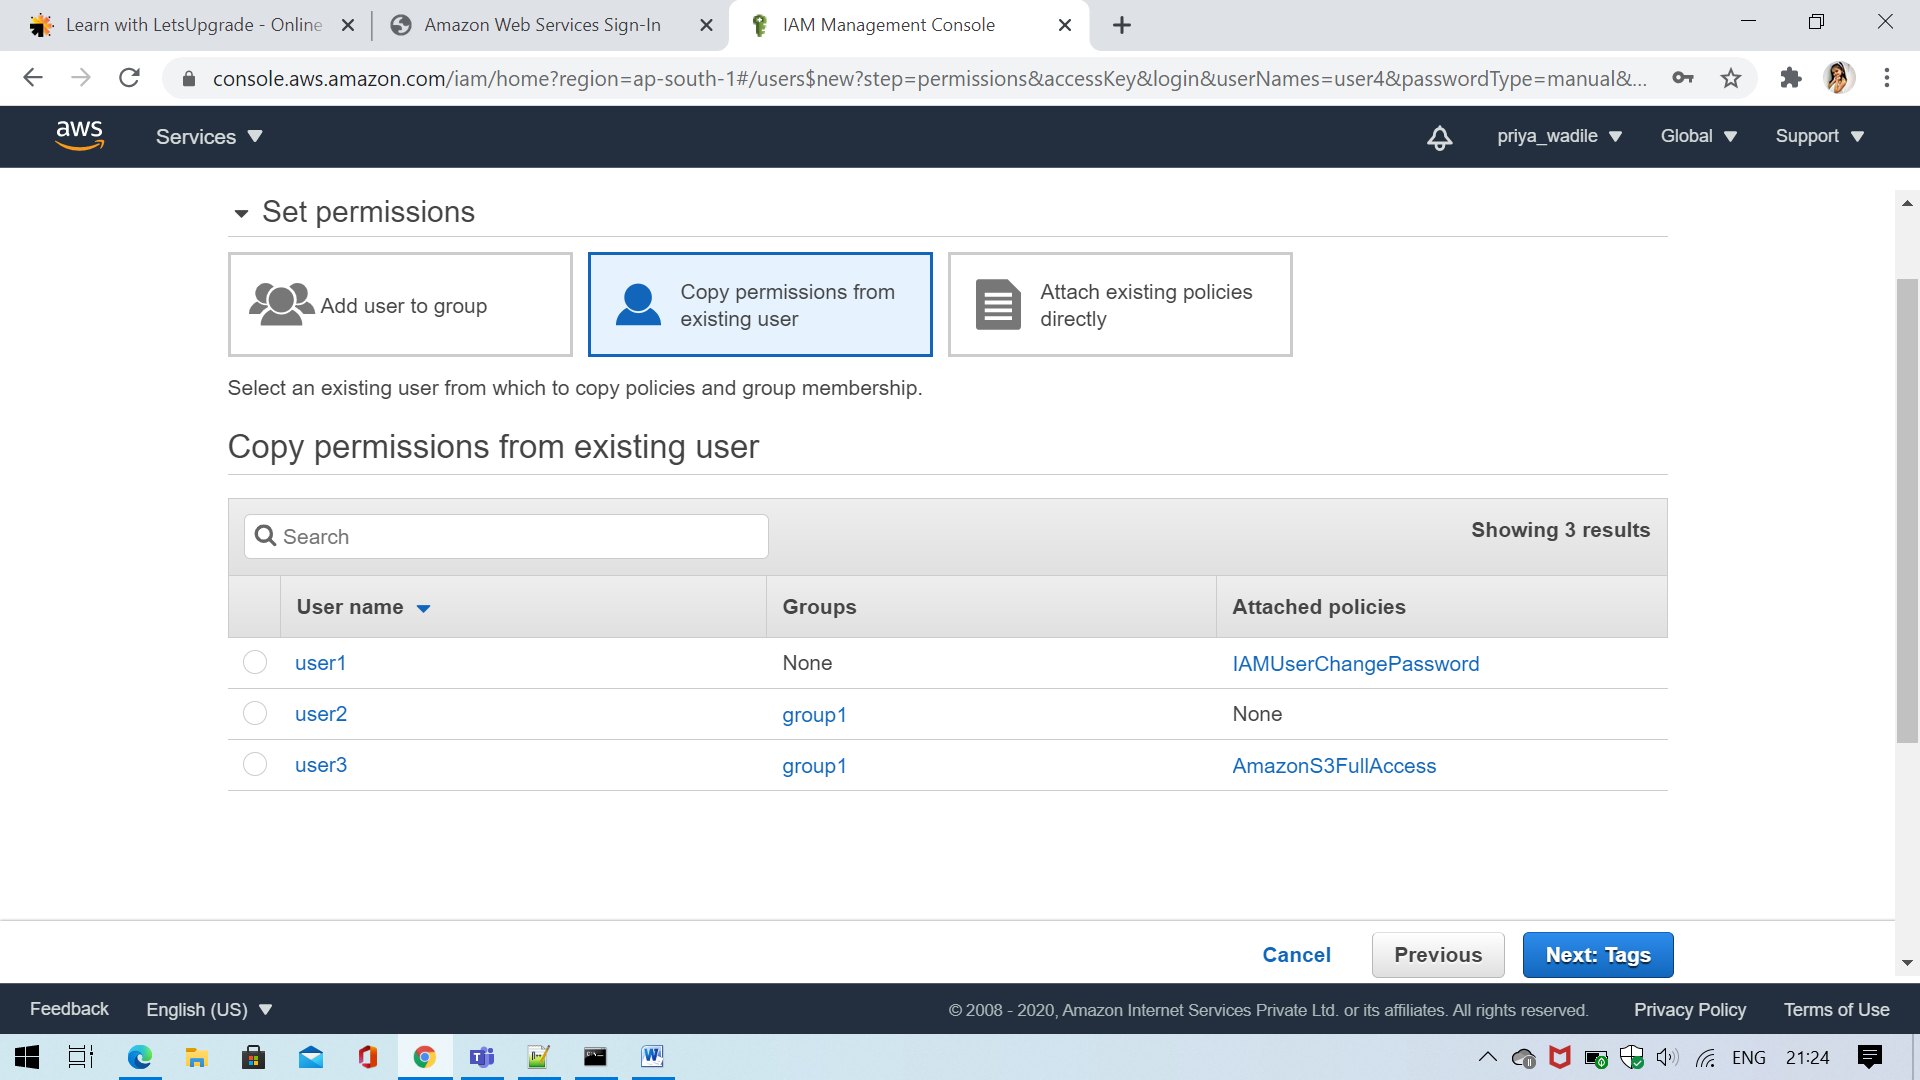 Learn with LetsUpgrade - Online
Amazon Web Services Sign-In
IAM Management Console
console.aws.amazon.com/iam/home?region=ap-south-1#/users$new?step=permissions&accessKey&login&userNames=user4&passwordType=manual&...
aws
Services
priya_wadile
Global
Support
Set permissions
Add user to group
Copy permissions from
existing user
Attach existing policies
directly
Select an existing user from which to copy policies and group membership.
Copy permissions from existing user
Search
Showing 3 results
User name
Groups
Attached policies
user1
None
IAMUserChangePassword
user2
group1
None
user3
group1
AmazonS3FullAccess
Cancel
Previous
Next: Tags
Feedback
English (US)
© 2008 - 2020, Amazon Internet Services Private Ltd. or its affiliates. All rights reserved.
Privacy Policy
Terms of Use
ENG
21:24